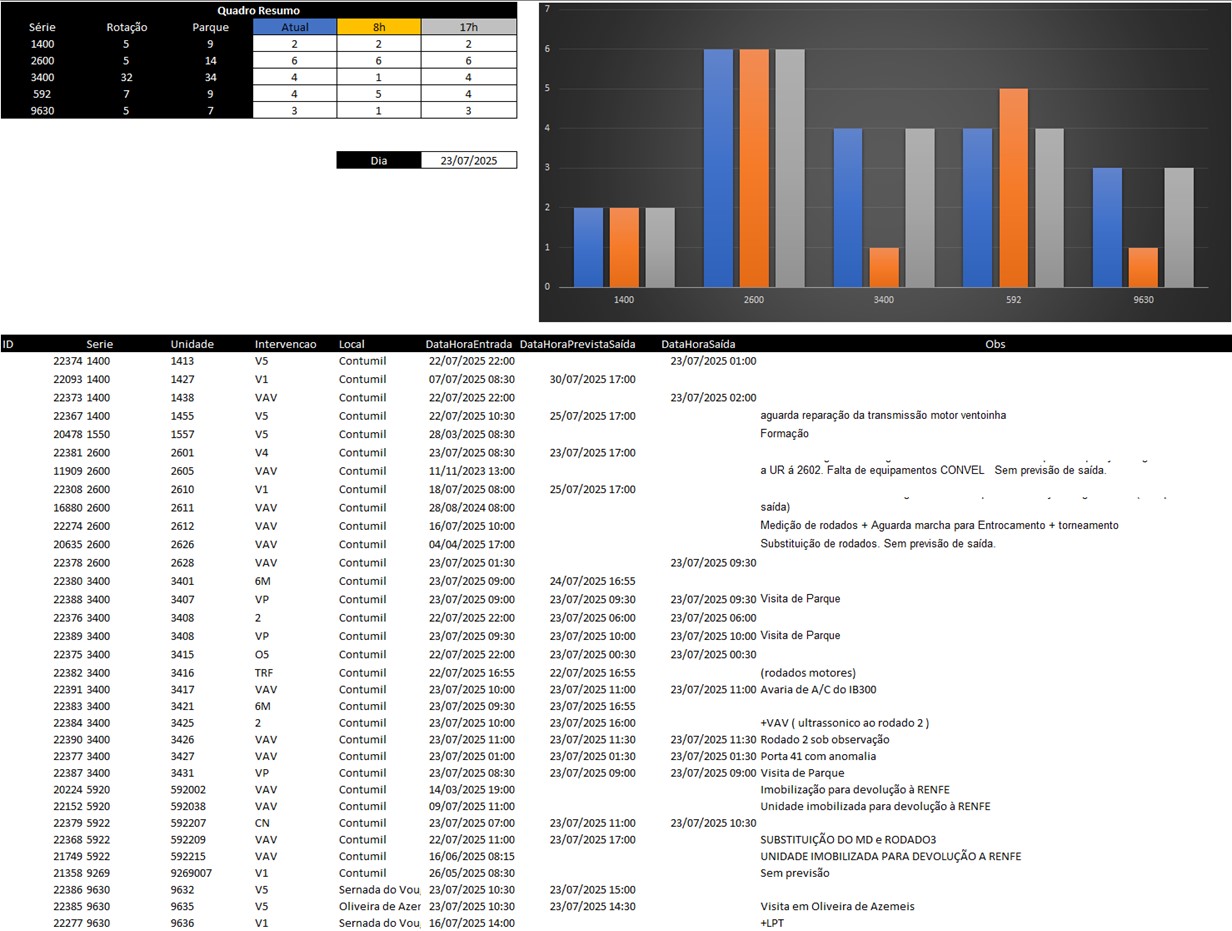 Quadro Resumo
Série Rotação Parque Atual 8h 17h
1400 5 9 2 2 2
2600 5 14 6 6 6
3400 32 34 4 1 4
592 7 9 4 5 4
9630 5 7 3 1 3
Dia 23/07/2025
7
6
5
4
3
2
1
0
1400 2600 3400 592 9630
ID Serie Unidade Intervencao Local DataHoraEntrada DataHoraPrevistaSaída DataHoraSaída Obs
22374 1400 1413 V5 Contumil 22/07/2025 22:00 23/07/2025 01:00
22093 1400 1427 V1 Contumil 07/07/2025 08:30 30/07/2025 17:00
22373 1400 1438 VAV Contumil 22/07/2025 22:00 23/07/2025 02:00
22367 1400 1455 V5 Contumil 22/07/2025 10:30 25/07/2025 17:00 aguarda reparação da transmissão motor ventoinha
20478 1550 1557 V5 Contumil 28/03/2025 08:30 Formação
22381 2600 2601 V4 Contumil 23/07/2025 08:30 23/07/2025 17:00
11909 2600 2605 VAV Contumil 11/11/2023 13:00 a UR á 2602. Falta de equipamentos CONVEL Sem previsão de saída.
22308 2600 2610 V1 Contumil 18/07/2025 08:00 25/07/2025 17:00
16880 2600 2611 VAV Contumil 28/08/2024 08:00 saída)
22274 2600 2612 VAV Contumil 16/07/2025 10:00 Medição de rodados + Aguarda marcha para Entrocamento + torneamento
20635 2600 2626 VAV Contumil 04/04/2025 17:00 Substituição de rodados. Sem previsão de saída.
22378 2600 2628 VAV Contumil 23/07/2025 01:30 23/07/2025 09:30
22380 3400 3401 6M Contumil 23/07/2025 09:00 24/07/2025 16:55
22388 3400 3407 VP Contumil 23/07/2025 09:00 23/07/2025 09:30 23/07/2025 09:30 Visita de Parque
22376 3400 3408 2 Contumil 22/07/2025 22:00 23/07/2025 06:00 23/07/2025 06:00
22389 3400 3408 VP Contumil 23/07/2025 09:30 23/07/2025 10:00 23/07/2025 10:00 Visita de Parque
22375 3400 3415 O5 Contumil 22/07/2025 22:00 23/07/2025 00:30 23/07/2025 00:30
22382 3400 3416 TRF Contumil 22/07/2025 16:55 22/07/2025 16:55 (rodados motores)
22391 3400 3417 VAV Contumil 23/07/2025 10:00 23/07/2025 11:00 23/07/2025 11:00 Avaria de A/C do IB300
22383 3400 3421 6M Contumil 23/07/2025 09:30 23/07/2025 16:55
22384 3400 3425 2 Contumil 23/07/2025 10:00 23/07/2025 16:00 +VAV ( ultrassonico ao rodado 2 )
22390 3400 3426 VAV Contumil 23/07/2025 11:00 23/07/2025 11:30 23/07/2025 11:30 Rodado 2 sob observação
22377 3400 3427 VAV Contumil 23/07/2025 01:00 23/07/2025 01:30 23/07/2025 01:30 Porta 41 com anomalia
22387 3400 3431 VP Contumil 23/07/2025 08:30 23/07/2025 09:00 23/07/2025 09:00 Visita de Parque
20224 5920 592002 VAV Contumil 14/03/2025 19:00 Imobilização para devolução à RENFE
22152 5920 592038 VAV Contumil 09/07/2025 11:00 Unidade imobilizada para devolução à RENFE
22379 5922 592207 CN Contumil 23/07/2025 07:00 23/07/2025 11:00 23/07/2025 10:30
22368 5922 592209 VAV Contumil 22/07/2025 11:00 23/07/2025 17:00 SUBSTITUIÇÃO DO MD e RODADO3
21749 5922 592215 VAV Contumil 16/06/2025 08:15 UNIDADE IMOBILIZADA PARA DEVOLUÇÃO A RENFE
21358 9269 9269007 V1 Contumil 26/05/2025 08:30 Sem previsão
22386 9630 9632 V5 Sernada do Vou 23/07/2025 10:30 23/07/2025 15:00
22385 9630 9635 V5 Oliveira de Azer 23/07/2025 10:30 23/07/2025 14:30 Visita em Oliveira de Azemeis
22277 9630 9636 V1 Sernada do Vou 16/07/2025 14:00 +LPT